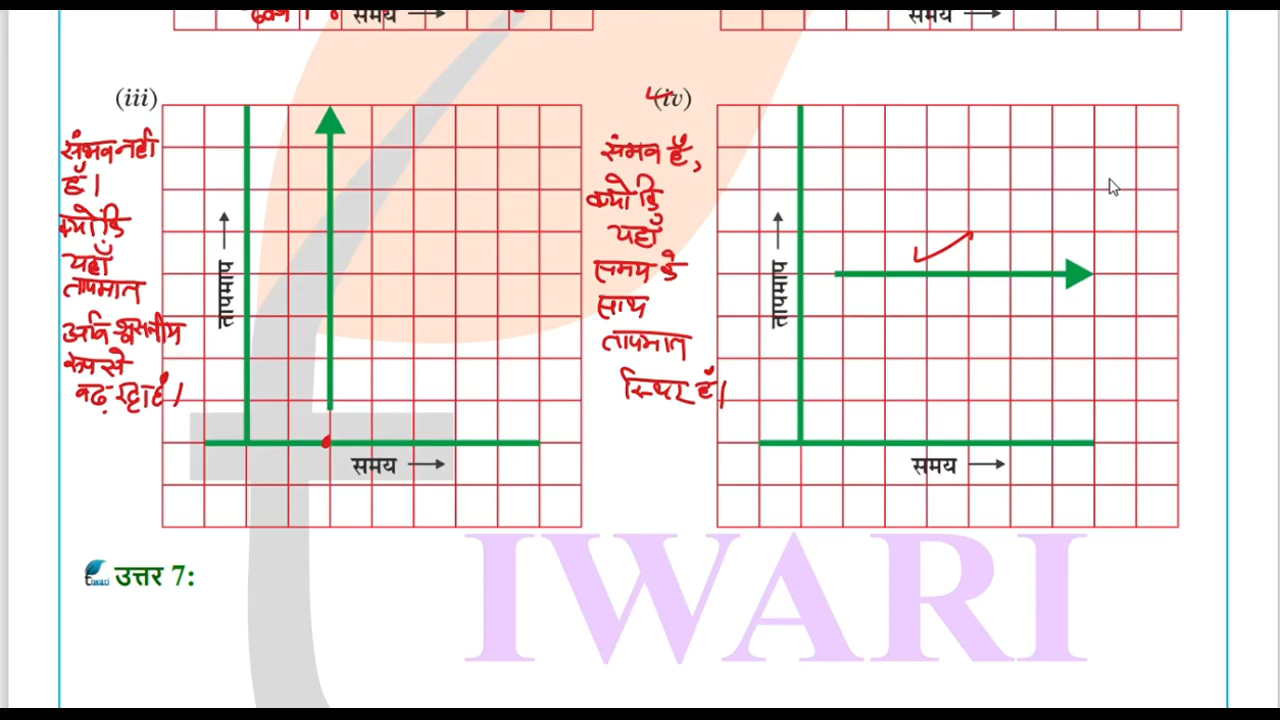 समय
समय
(iii)
संभव नहीं
है।
क्योंकि
यहाँ
तापमान
अविश्वसनीय
रूप से
बढ़ रहा है।
तापमाप
समय
(iv)
संभव है,
क्योंकि
यहाँ
समय के
साथ
तापमान
स्थिर है।
तापमाप
समय
Tiwari उत्तर 7:
IWARI